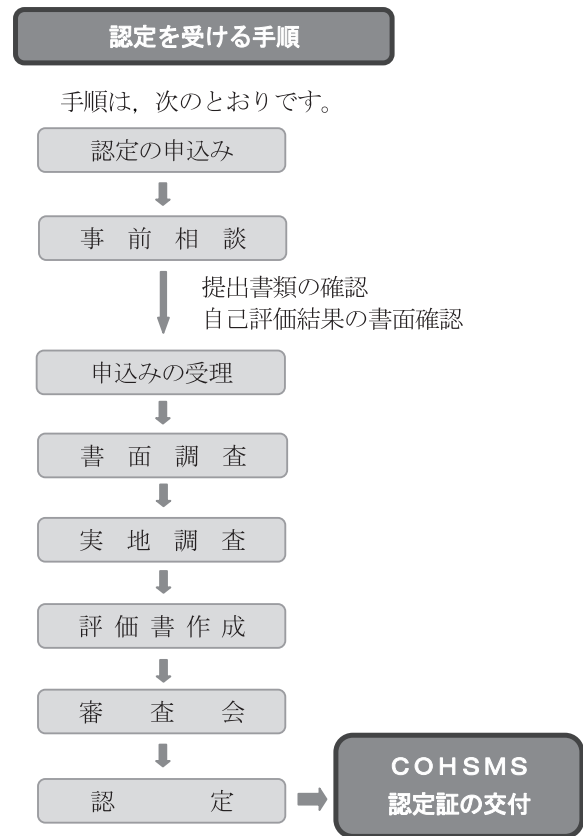 認定を受ける手順
手順は，次のとおりです。
認定の申込み
事前相談
提出書類の確認
自己評価結果の書面確認
申込みの受理
書面調査
実地調査
評価書作成
審査会
認定
ＣＯＨＳＭＳ
認定証の交付